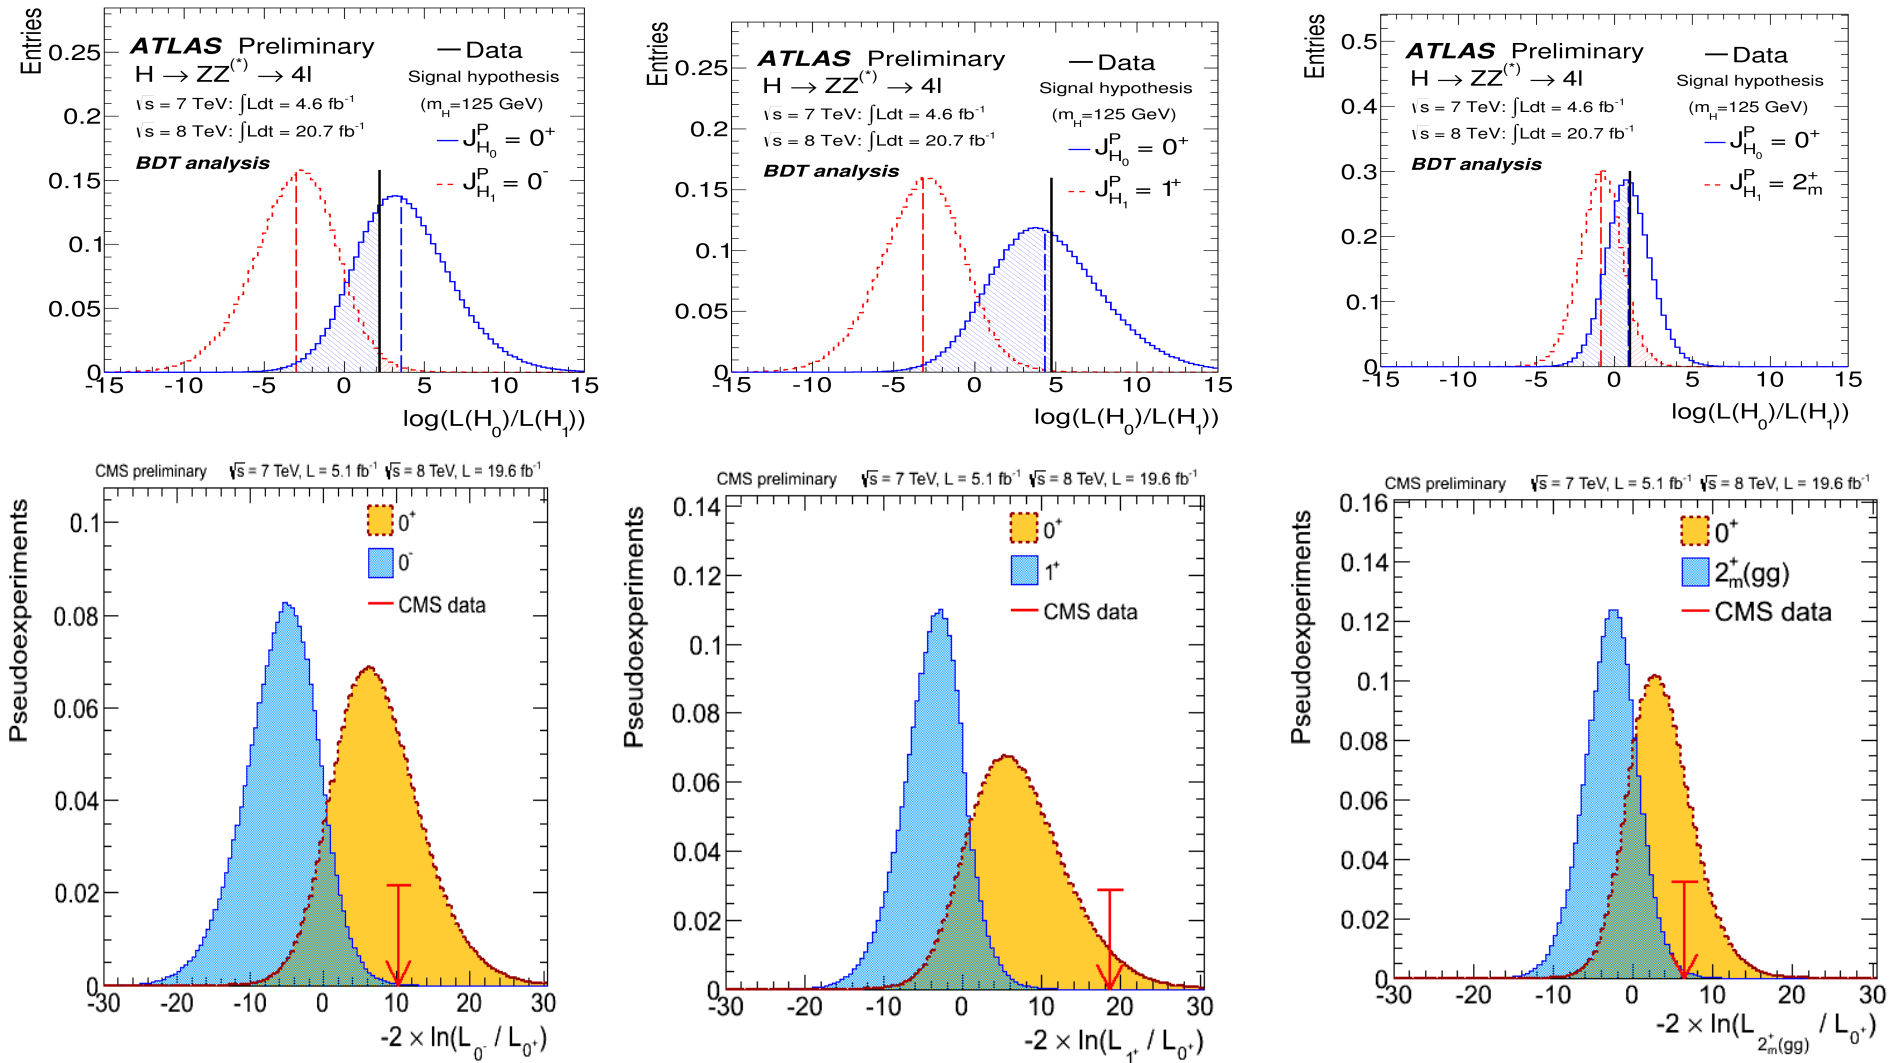 Entries
ATLAS Preliminary
H → ZZ(*) → 4l
√s = 7 TeV: ∫Ldt = 4.6 fb-1
√s = 8 TeV: ∫Ldt = 20.7 fb-1
BDT analysis
Data
Signal hypothesis
(mH=125 GeV)
JPH0 = 0+
JPH1 = 0-
0.25
0.2
0.15
0.1
0.05
0
-15 -10 -5 0 5 10 15
log(L(H0)/L(H1))
Entries
ATLAS Preliminary
H → ZZ(*) → 4l
√s = 7 TeV: ∫Ldt = 4.6 fb-1
√s = 8 TeV: ∫Ldt = 20.7 fb-1
BDT analysis
Data
Signal hypothesis
(mH=125 GeV)
JPH0 = 0+
JPH1 = 1+
0.25
0.2
0.15
0.1
0.05
0
-15 -10 -5 0 5 10 15
log(L(H0)/L(H1))
Entries
ATLAS Preliminary
H → ZZ(*) → 4l
√s = 7 TeV: ∫Ldt = 4.6 fb-1
√s = 8 TeV: ∫Ldt = 20.7 fb-1
BDT analysis
Data
Signal hypothesis
(mH=125 GeV)
JPH0 = 0+
JPH1 = 2+m
0.5
0.4
0.3
0.2
0.1
0
-15 -10 -5 0 5 10 15
log(L(H0)/L(H1))
CMS preliminary √s = 7 TeV, L = 5.1 fb-1 √s = 8 TeV, L = 19.6 fb-1
Pseudoexperiments
0+
0-
CMS data
0.1
0.08
0.06
0.04
0.02
0
-30 -20 -10 0 10 20 30
-2 × ln(L0- / L0+)
CMS preliminary √s = 7 TeV, L = 5.1 fb-1 √s = 8 TeV, L = 19.6 fb-1
Pseudoexperiments
0+
1+
CMS data
0.14
0.12
0.1
0.08
0.06
0.04
0.02
0
-30 -20 -10 0 10 20 30
-2 × ln(L1+ / L0+)
CMS preliminary √s = 7 TeV, L = 5.1 fb-1 √s = 8 TeV, L = 19.6 fb-1
Pseudoexperiments
0+
2+m(gg)
CMS data
0.16
0.14
0.12
0.1
0.08
0.06
0.04
0.02
0
-30 -20 -10 0 10 20 30
-2 × ln(L2+m(gg) / L0+)